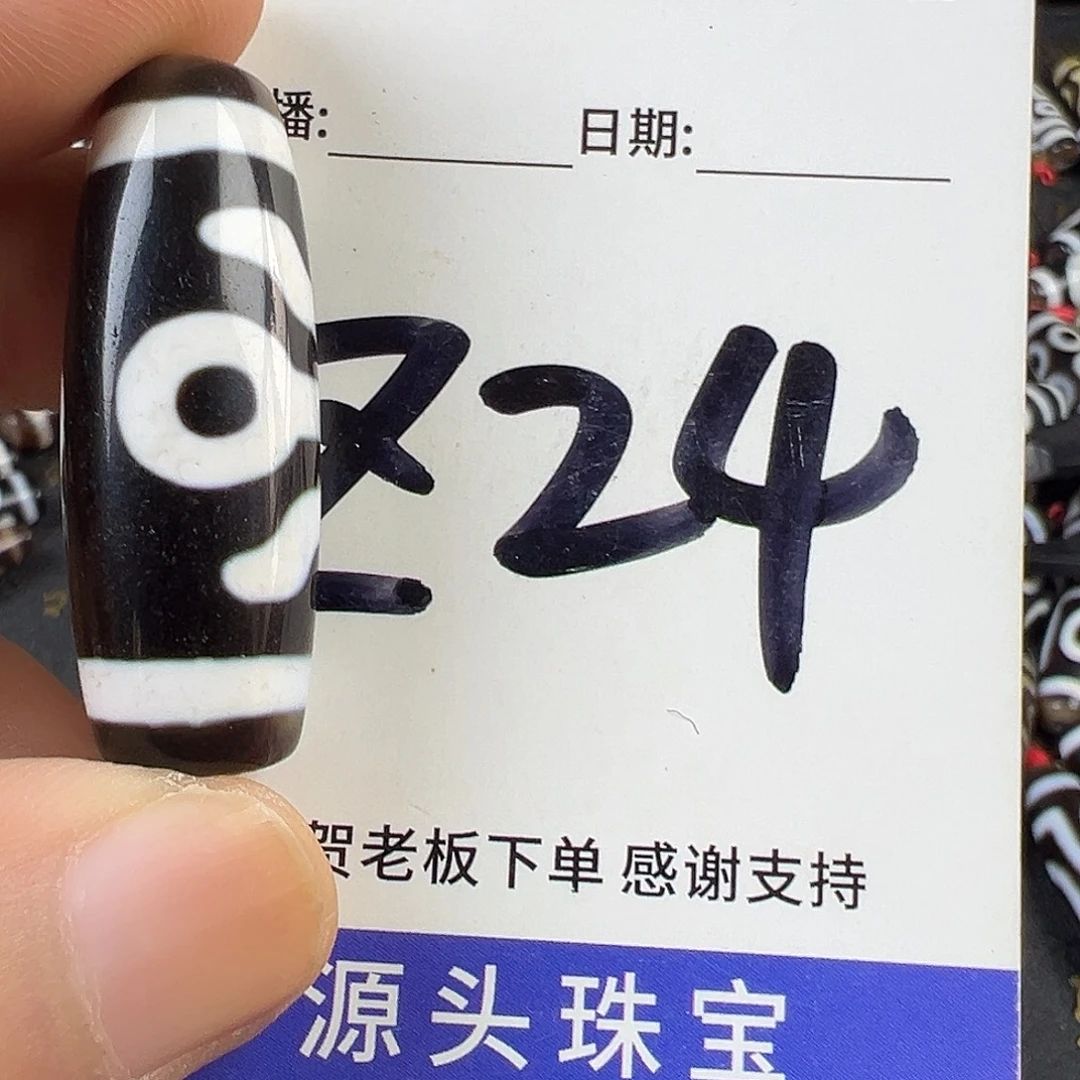 播: 日期:
24
贺老板下单 感谢支持
源头珠宝